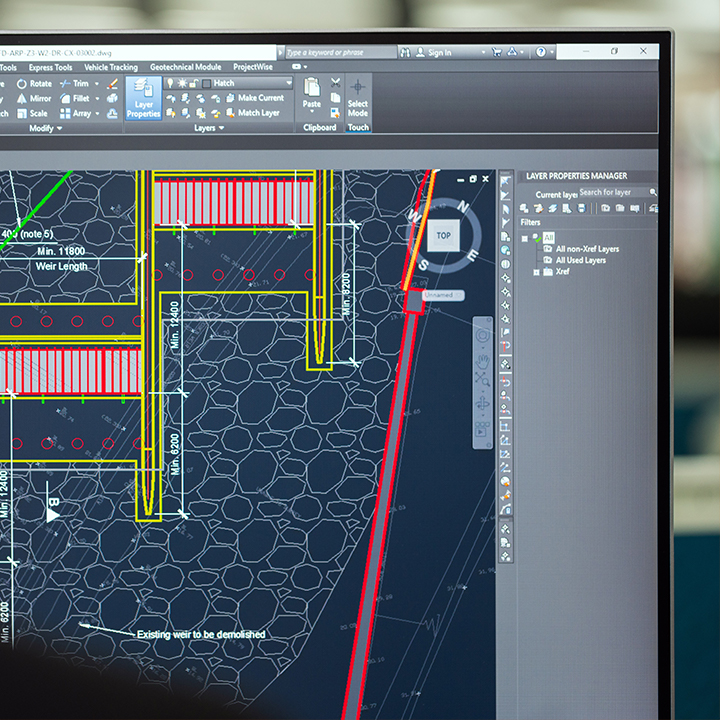 D-ARP-Z3-W2-DR-CX-03002.dwg
Type a keyword or phrase
Sign In
Tools Express Tools Vehicle Tracking Geotechnical Module ProjectWise
Rotate Trim
Mirror Fillet
Scale Array
Modify
Layer
Properties
Hatch
Make Current
Match Layer
Layers
Paste
Clipboard
Select
Mode
Touch
LAYER PROPERTIES MANAGER
Current layer
Search for layer
Filters
All
All non-Xref Layers
All Used Layers
Xref
N
W
TOP
S
Unnamed
400 (note 5)
Min. 11800
Weir Length
Min. 6200
Min. 12400
Min. 6200
Min. 12400
B
Min. 6200
Existing weir to be demolished